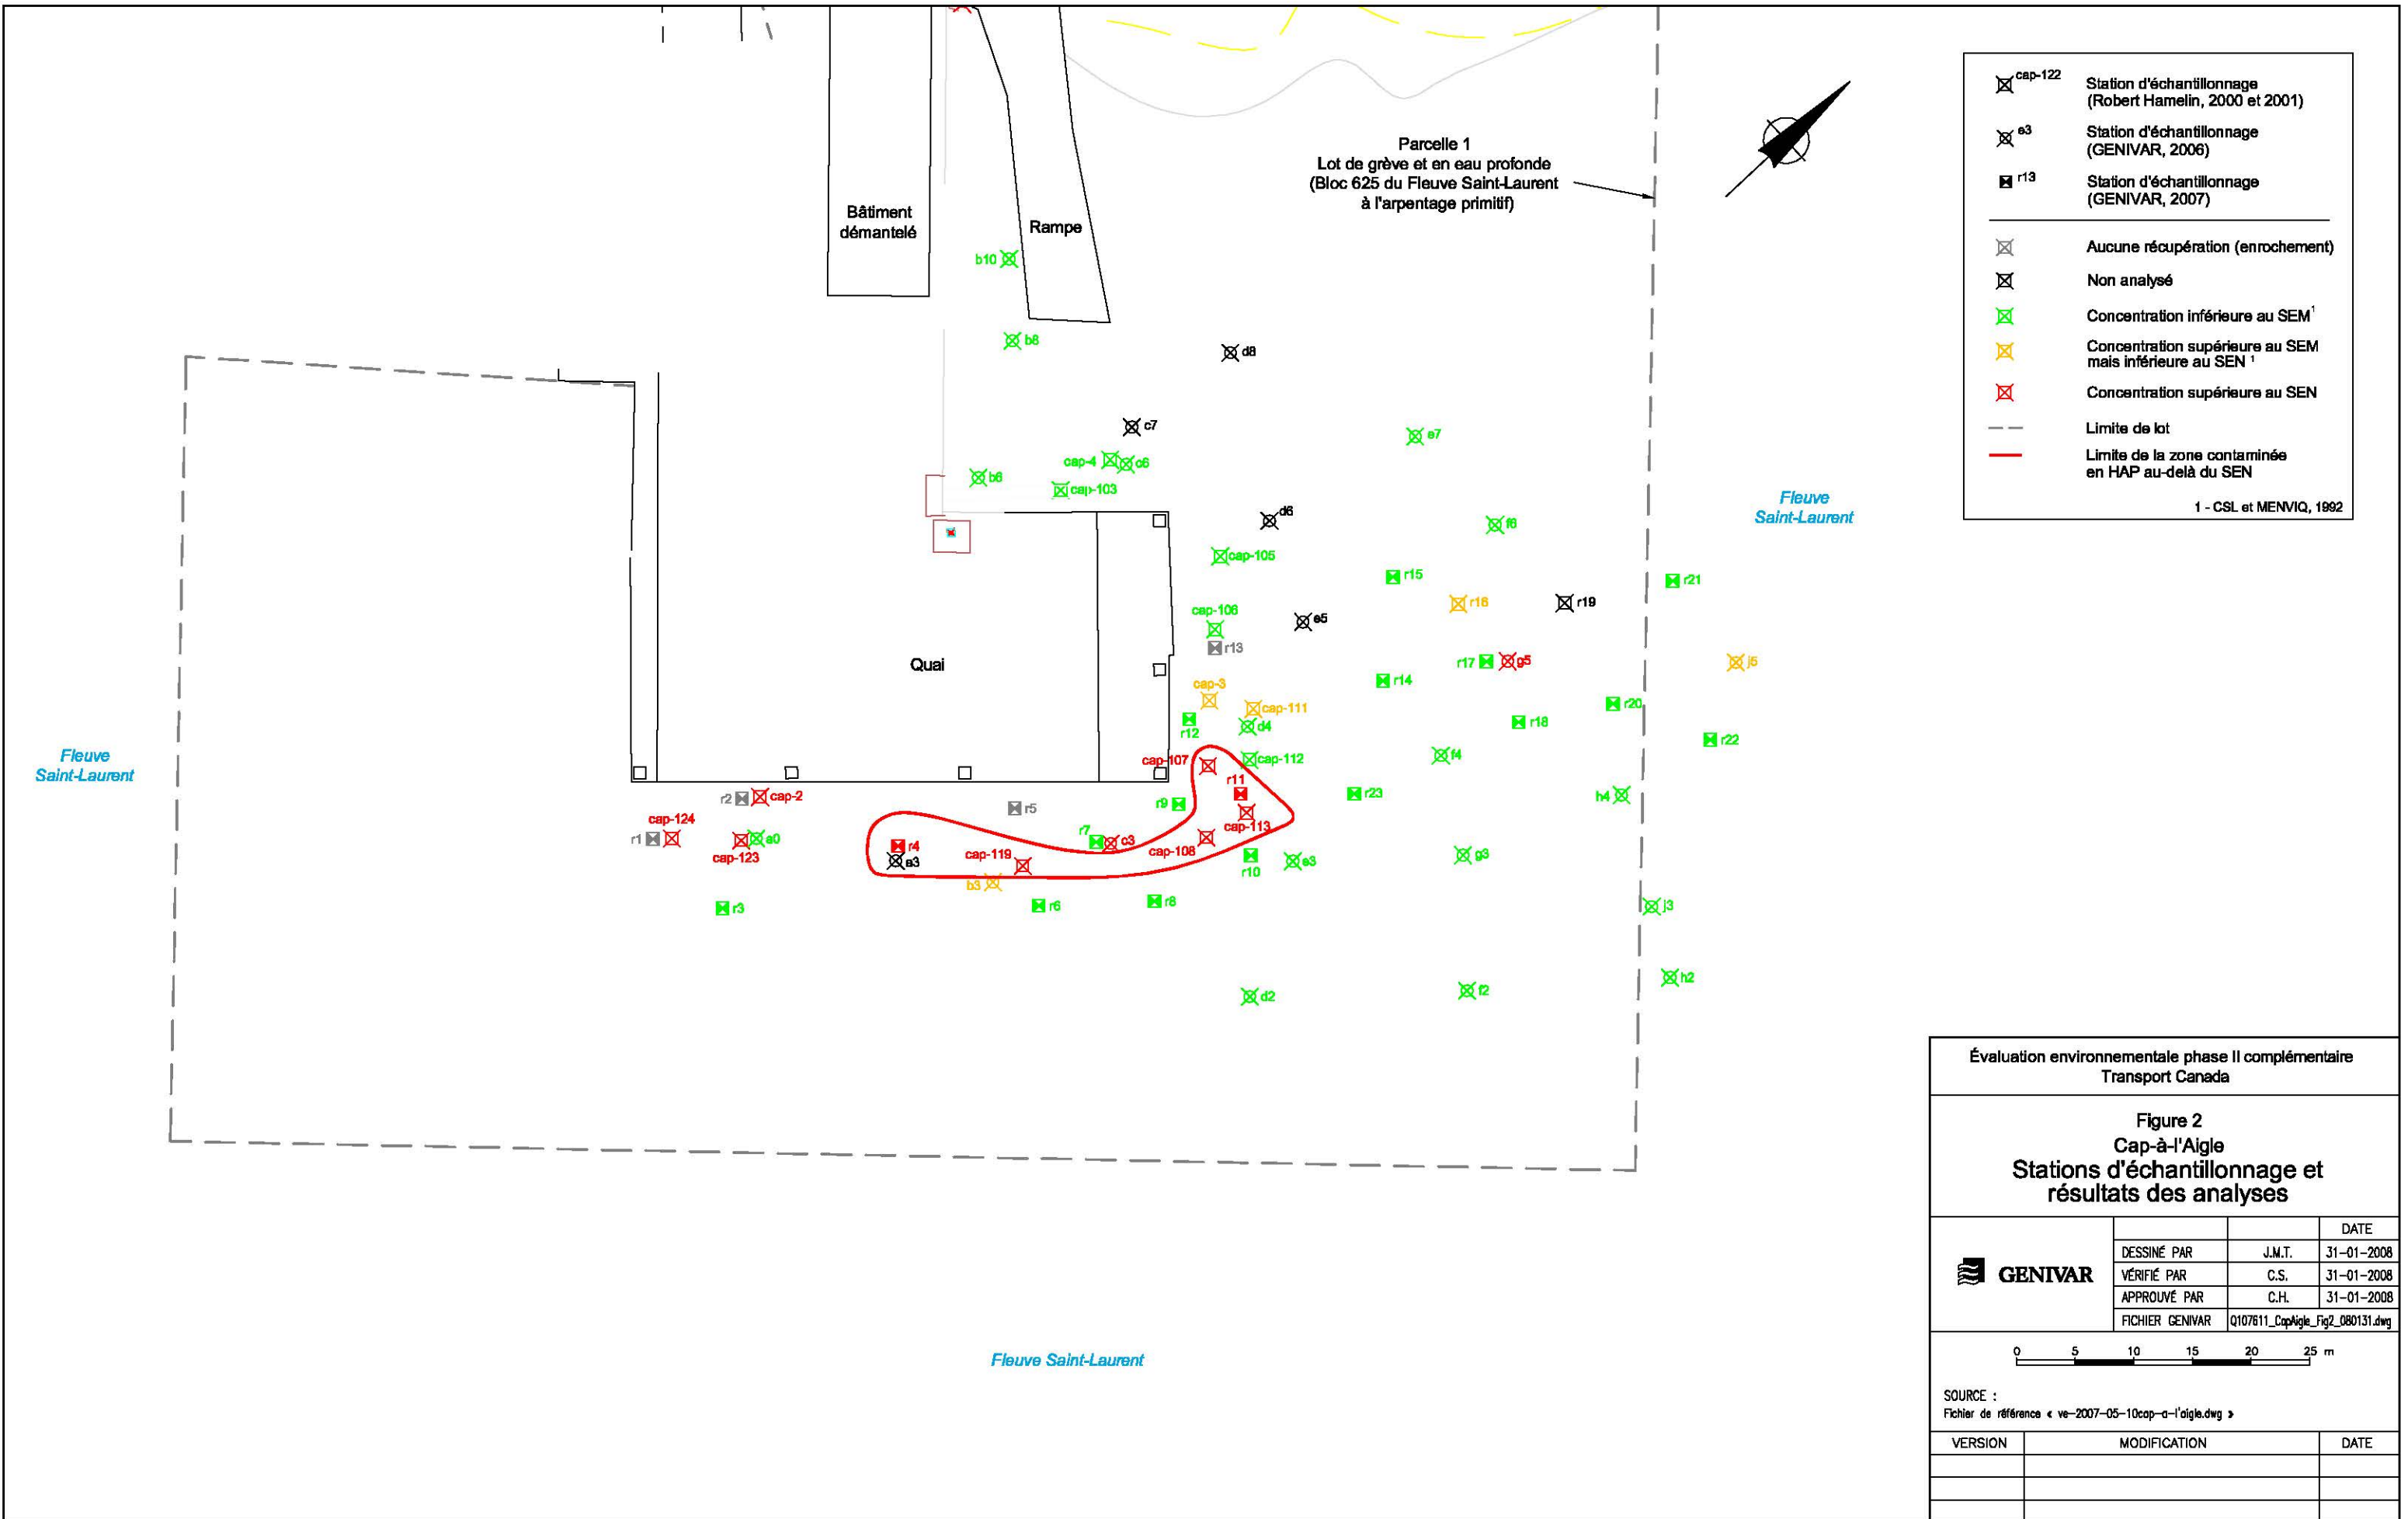 Parcelle 1
Lot de grève et en eau profonde
(Bloc 625 du Fleuve Saint-Laurent
à l'arpentage primitif)
Bâtiment
démantelé
Rampe
b10
b8
d8
c7
e7
cap-4
c6
b6
cap-103
d6
f6
cap-105
r15
r21
cap-106
r16
r19
e5
r13
Quai
r17
g5
j5
r14
cap-3
cap-111
r20
r12
d4
r18
r22
cap-107
cap-112
f4
r11
r2
cap-2
r5
r9
r23
h4
cap-124
cap-113
r1
cap-123
a0
r4
a3
r7
c3
cap-108
cap-119
r10
e3
g3
b3
r3
r6
r8
j3
h2
d2
f2
Fleuve
Saint-Laurent
Fleuve
Saint-Laurent
Fleuve Saint-Laurent
cap-122
Station d'échantillonnage
(Robert Hamelin, 2000 et 2001)
e3
Station d'échantillonnage
(GENIVAR, 2006)
r13
Station d'échantillonnage
(GENIVAR, 2007)
Aucune récupération (enrochement)
Non analysé
Concentration inférieure au SEM 1
Concentration supérieure au SEM
mais inférieure au SEN 1
Concentration supérieure au SEN
Limite de lot
Limite de la zone contaminée
en HAP au-delà du SEN
1 - CSL et MENVIQ, 1992
Évaluation environnementale phase II complémentaire
Transport Canada
Figure 2
Cap-à-l'Aigle
Stations d'échantillonnage et
résultats des analyses
GENIVAR
DATE
DESSINÉ PAR J.M.T. 31-01-2008
VÉRIFIÉ PAR C.S. 31-01-2008
APPROUVÉ PAR C.H. 31-01-2008
FICHIER GENIVAR Q107611_CapAigle_Fig2_080131.dwg
0 5 10 15 20 25 m
SOURCE :
Fichier de référence « ve-2007-05-10cap-a-l'aigle.dwg »
VERSION MODIFICATION DATE